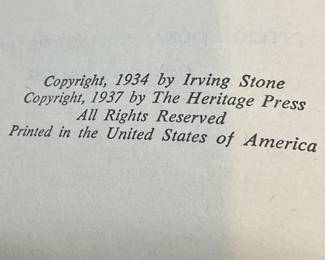 Copyright, 1934 by Irving Stone
Copyright, 1937 by The Heritage Press
All Rights Reserved
Printed in the United States of America